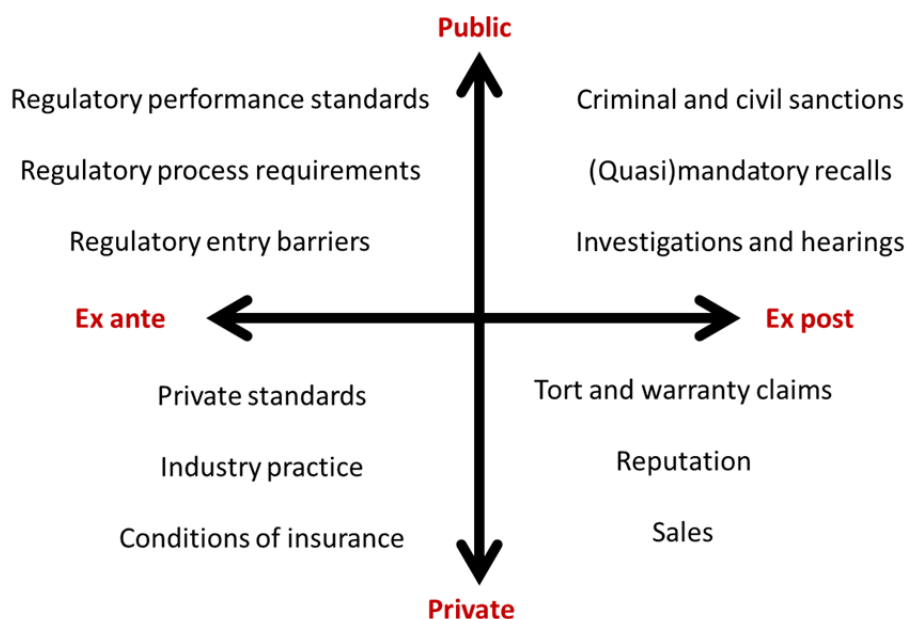 Public
Regulatory performance standards
Criminal and civil sanctions
Regulatory process requirements
(Quasi)mandatory recalls
Regulatory entry barriers
Investigations and hearings
Ex ante
Ex post
Private standards
Tort and warranty claims
Industry practice
Reputation
Conditions of insurance
Sales
Private